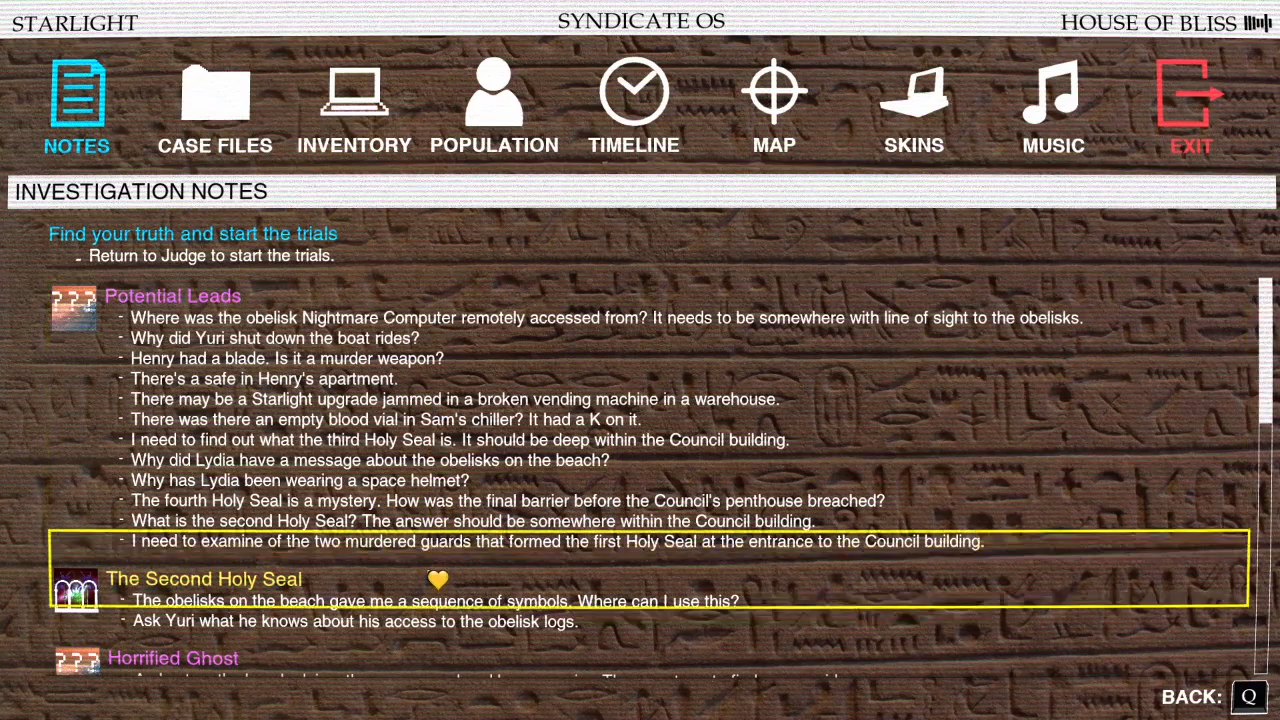 STARLIGHT
SYNDICATE OS
HOUSE OF BLISS
NOTES
CASE FILES
INVENTORY
POPULATION
TIMELINE
MAP
SKINS
MUSIC
EXIT
INVESTIGATION NOTES
Find your truth and start the trials
- Return to Judge to start the trials.
???
Potential Leads
- Where was the obelisk Nightmare Computer remotely accessed from? It needs to be somewhere with line of sight to the obelisks.
- Why did Yuri shut down the boat rides?
- Henry had a blade. Is it a murder weapon?
- There's a safe in Henry's apartment.
- There may be a Starlight upgrade jammed in a broken vending machine in a warehouse.
- There was there an empty blood vial in Sam's chiller? It had a K on it.
- I need to find out what the third Holy Seal is. It should be deep within the Council building.
- Why did Lydia have a message about the obelisks on the beach?
- Why has Lydia been wearing a space helmet?
- The fourth Holy Seal is a mystery. How was the final barrier before the Council's penthouse breached?
- What is the second Holy Seal? The answer should be somewhere within the Council building.
- I need to examine of the two murdered guards that formed the first Holy Seal at the entrance to the Council building.
The Second Holy Seal
- The obelisks on the beach gave me a sequence of symbols. Where can I use this?
- Ask Yuri what he knows about his access to the obelisk logs.
???
Horrified Ghost
BACK: Q